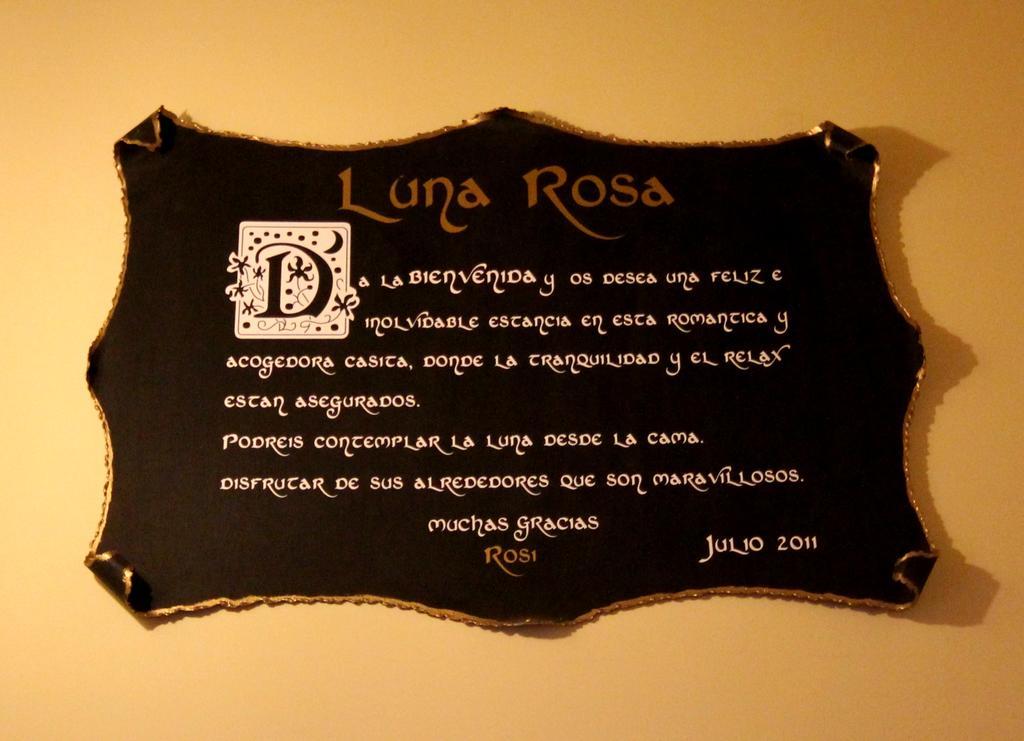 Luna Rosa
Da la BIENVENIDA y os desea una feliz e
inolvidable estancia en esta romantica y
acogedora casita, donde la tranquilidad y el relax
estan asegurados.
Podreis contemplar la luna desde la cama.
disfrutar de sus alrededores que son maravillosos.
muchas gracias
Rosi
Julio 2011